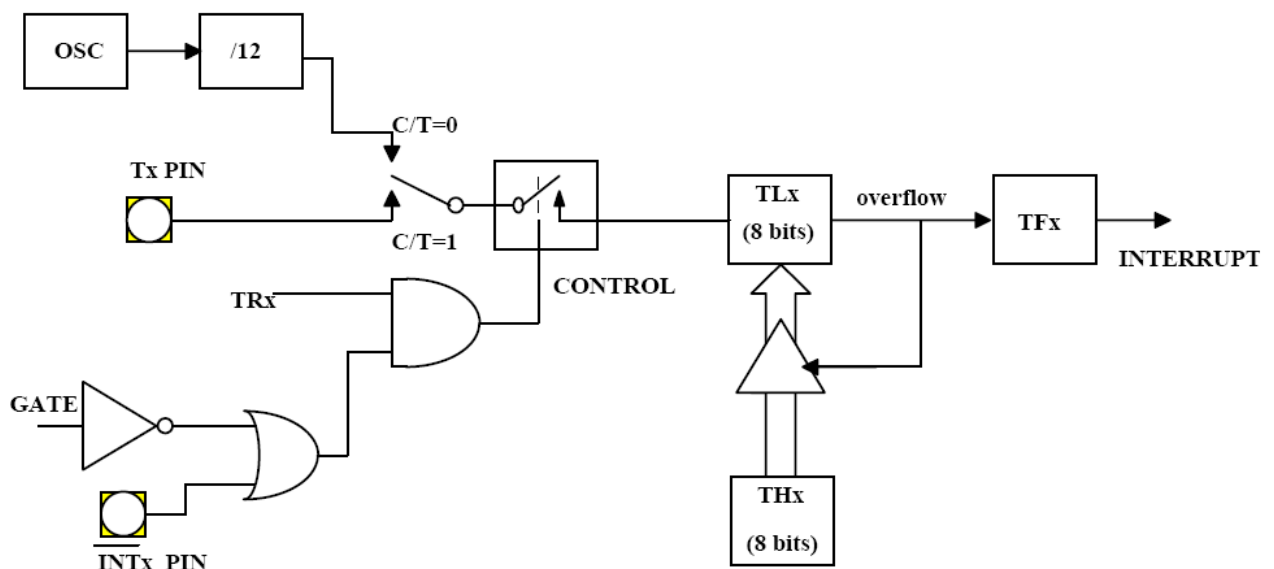 OSC
/12
C/T=0
Tx PIN
C/T=1
TLx
(8 bits)
overflow
TFx
INTERRUPT
CONTROL
TRx
GATE
INTx PIN
THx
(8 bits)